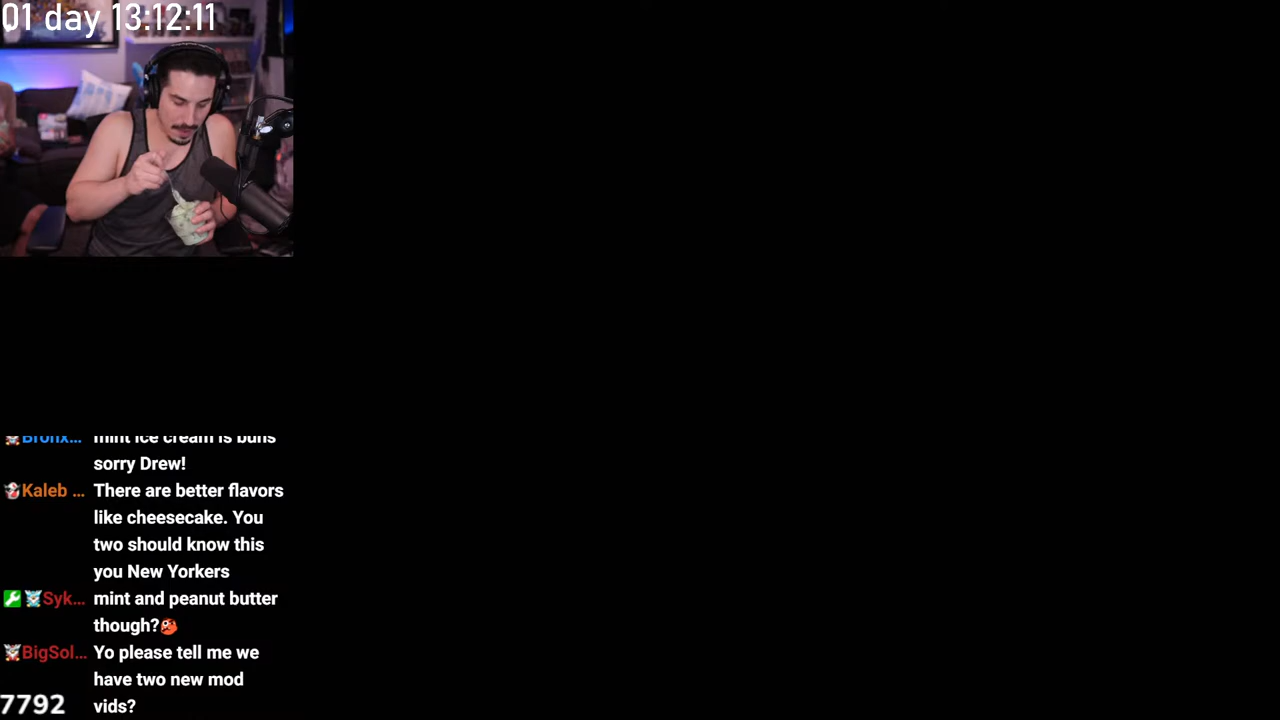 01 day 13:12:11
Bronx... mint ice cream is buns
sorry Drew!
Kaleb ... There are better flavors
like cheesecake. You
two should know this
you New Yorkers
Syk... mint and peanut butter
though?
BigSol... Yo please tell me we
have two new mod
vids?
7792